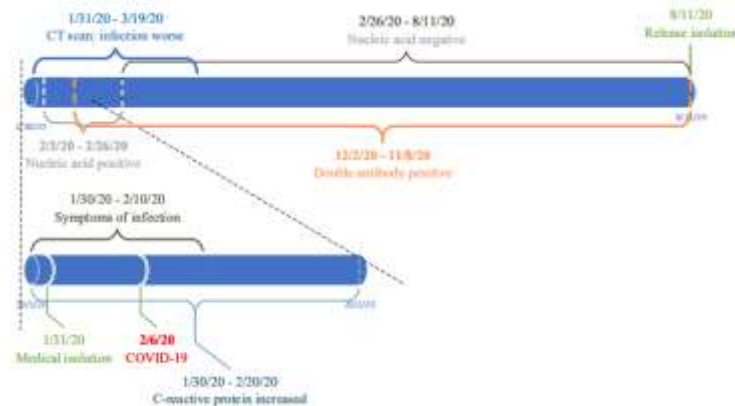 1/31/20 - 3/19/20
CT scan: infection worse
2/26/20 - 8/11/20
Nucleic acid negative
8/11/20
Release isolation
2/3/20 - 2/26/20
Nucleic acid positive
12/2/20 - 11/8/20
Double antibody positive
1/30/20 - 2/10/20
Symptoms of infection
1/31/20
Medical isolation
2/6/20
COVID-19
1/30/20 - 2/20/20
C-reactive protein increased